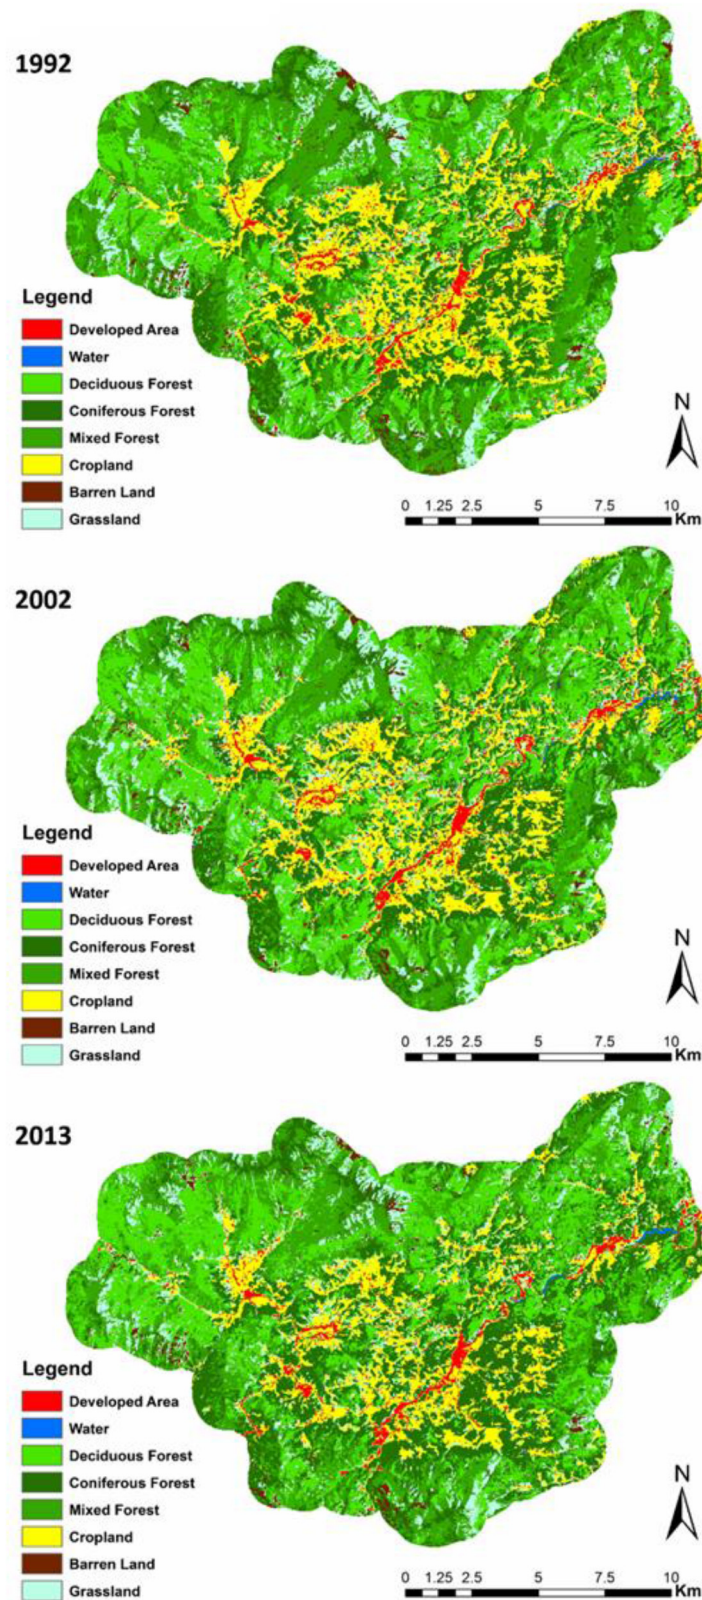 1992
Legend
Developed Area
Water
Deciduous Forest
Coniferous Forest
Mixed Forest
Cropland
Barren Land
Grassland
N
0 1.25 2.5 5 7.5 10
Km
2002
Legend
Developed Area
Water
Deciduous Forest
Coniferous Forest
Mixed Forest
Cropland
Barren Land
Grassland
N
0 1.25 2.5 5 7.5 10
Km
2013
Legend
Developed Area
Water
Deciduous Forest
Coniferous Forest
Mixed Forest
Cropland
Barren Land
Grassland
N
0 1.25 2.5 5 7.5 10
Km